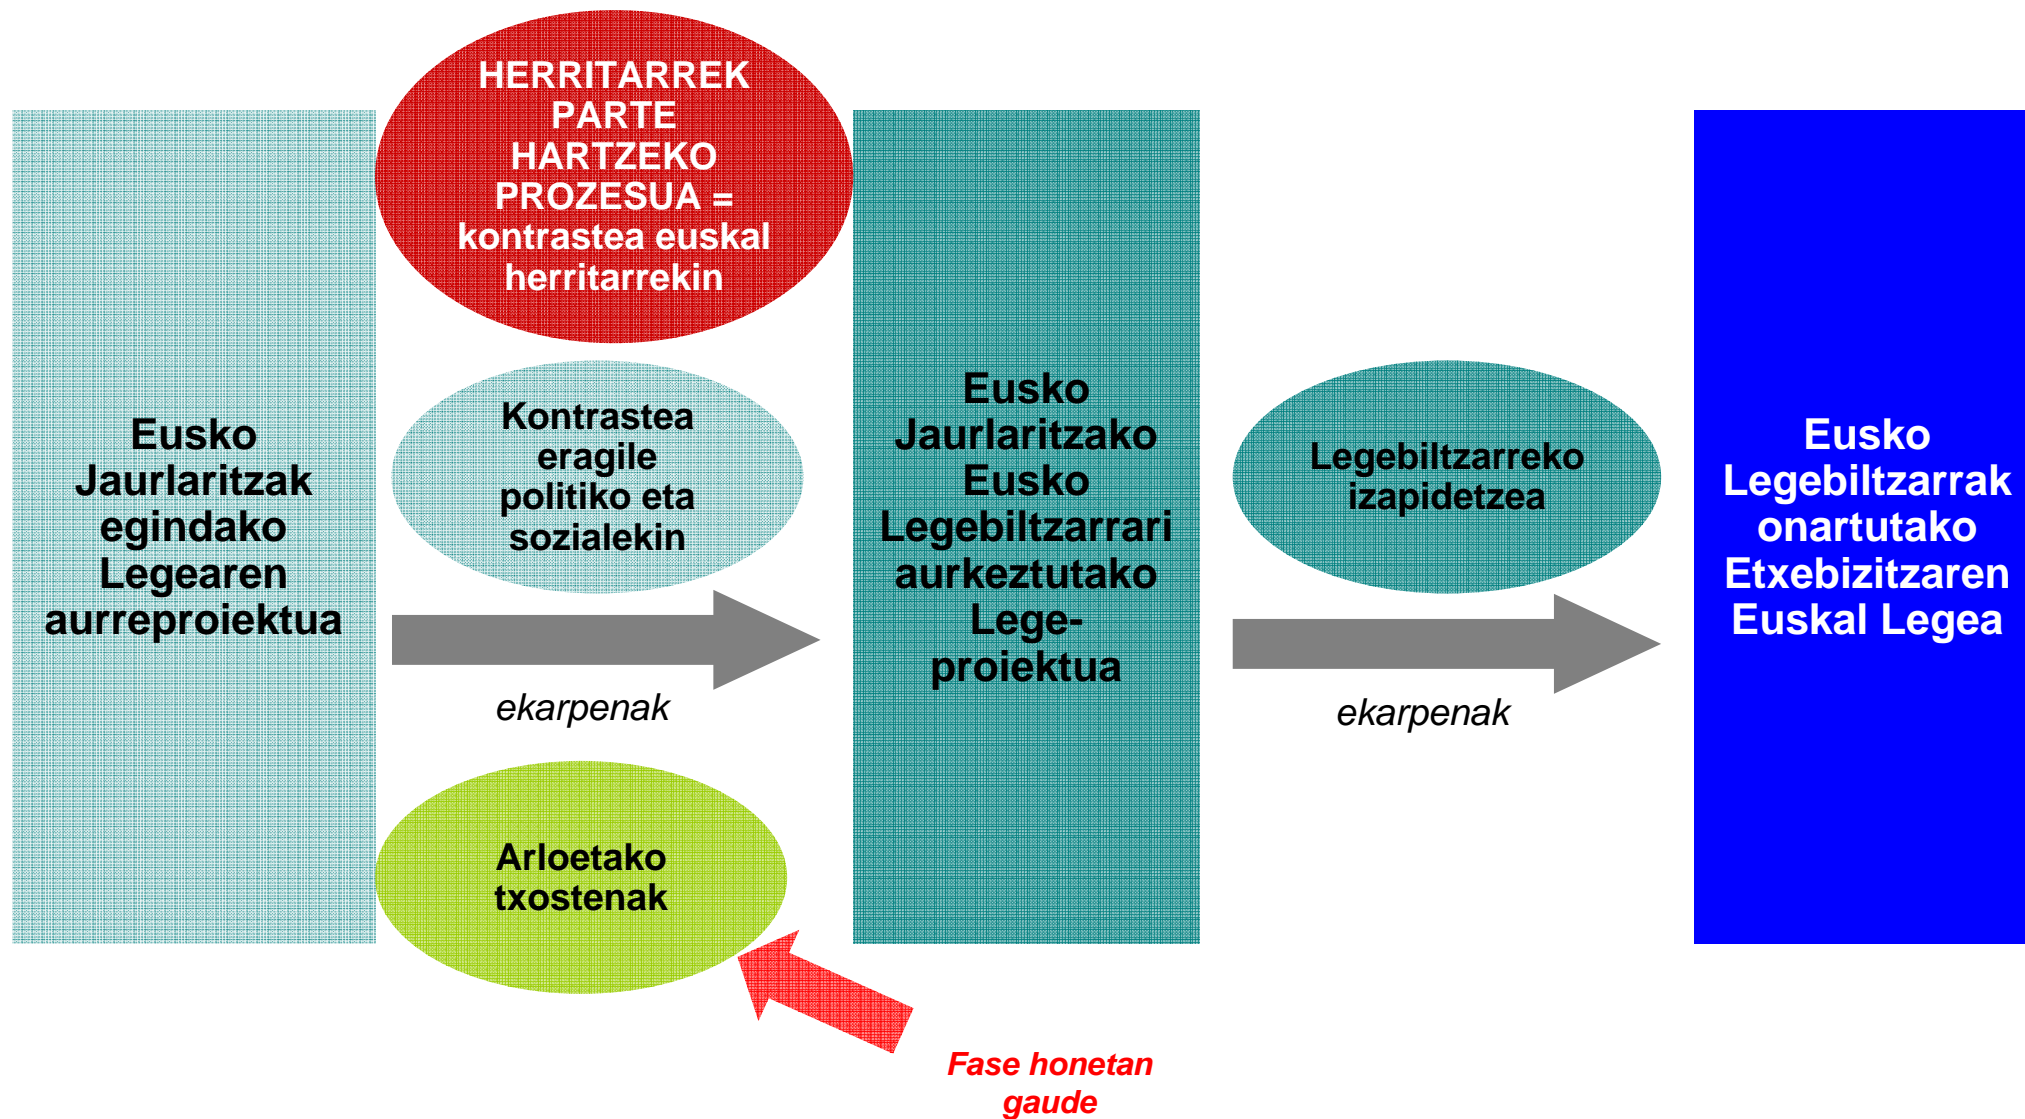 HERRITARREK
PARTE
HARTZEKO
PROZESUA =
kontrastea euskal
herritarrekin
Eusko
Jaurlaritzak
egindako
Legearen
aurreproiektua
Kontrastea
eragile
politiko eta
sozialekin
ekarpenak
Arloetako
txostenak
Eusko
Jaurlaritzako
Eusko
Legebiltzarrari
aurkeztutako
Lege-
proiektua
Legebiltzarreko
izapidetzea
ekarpenak
Eusko
Legebiltzarrak
onartutako
Etxebizitzaren
Euskal Legea
Fase honetan
gaude